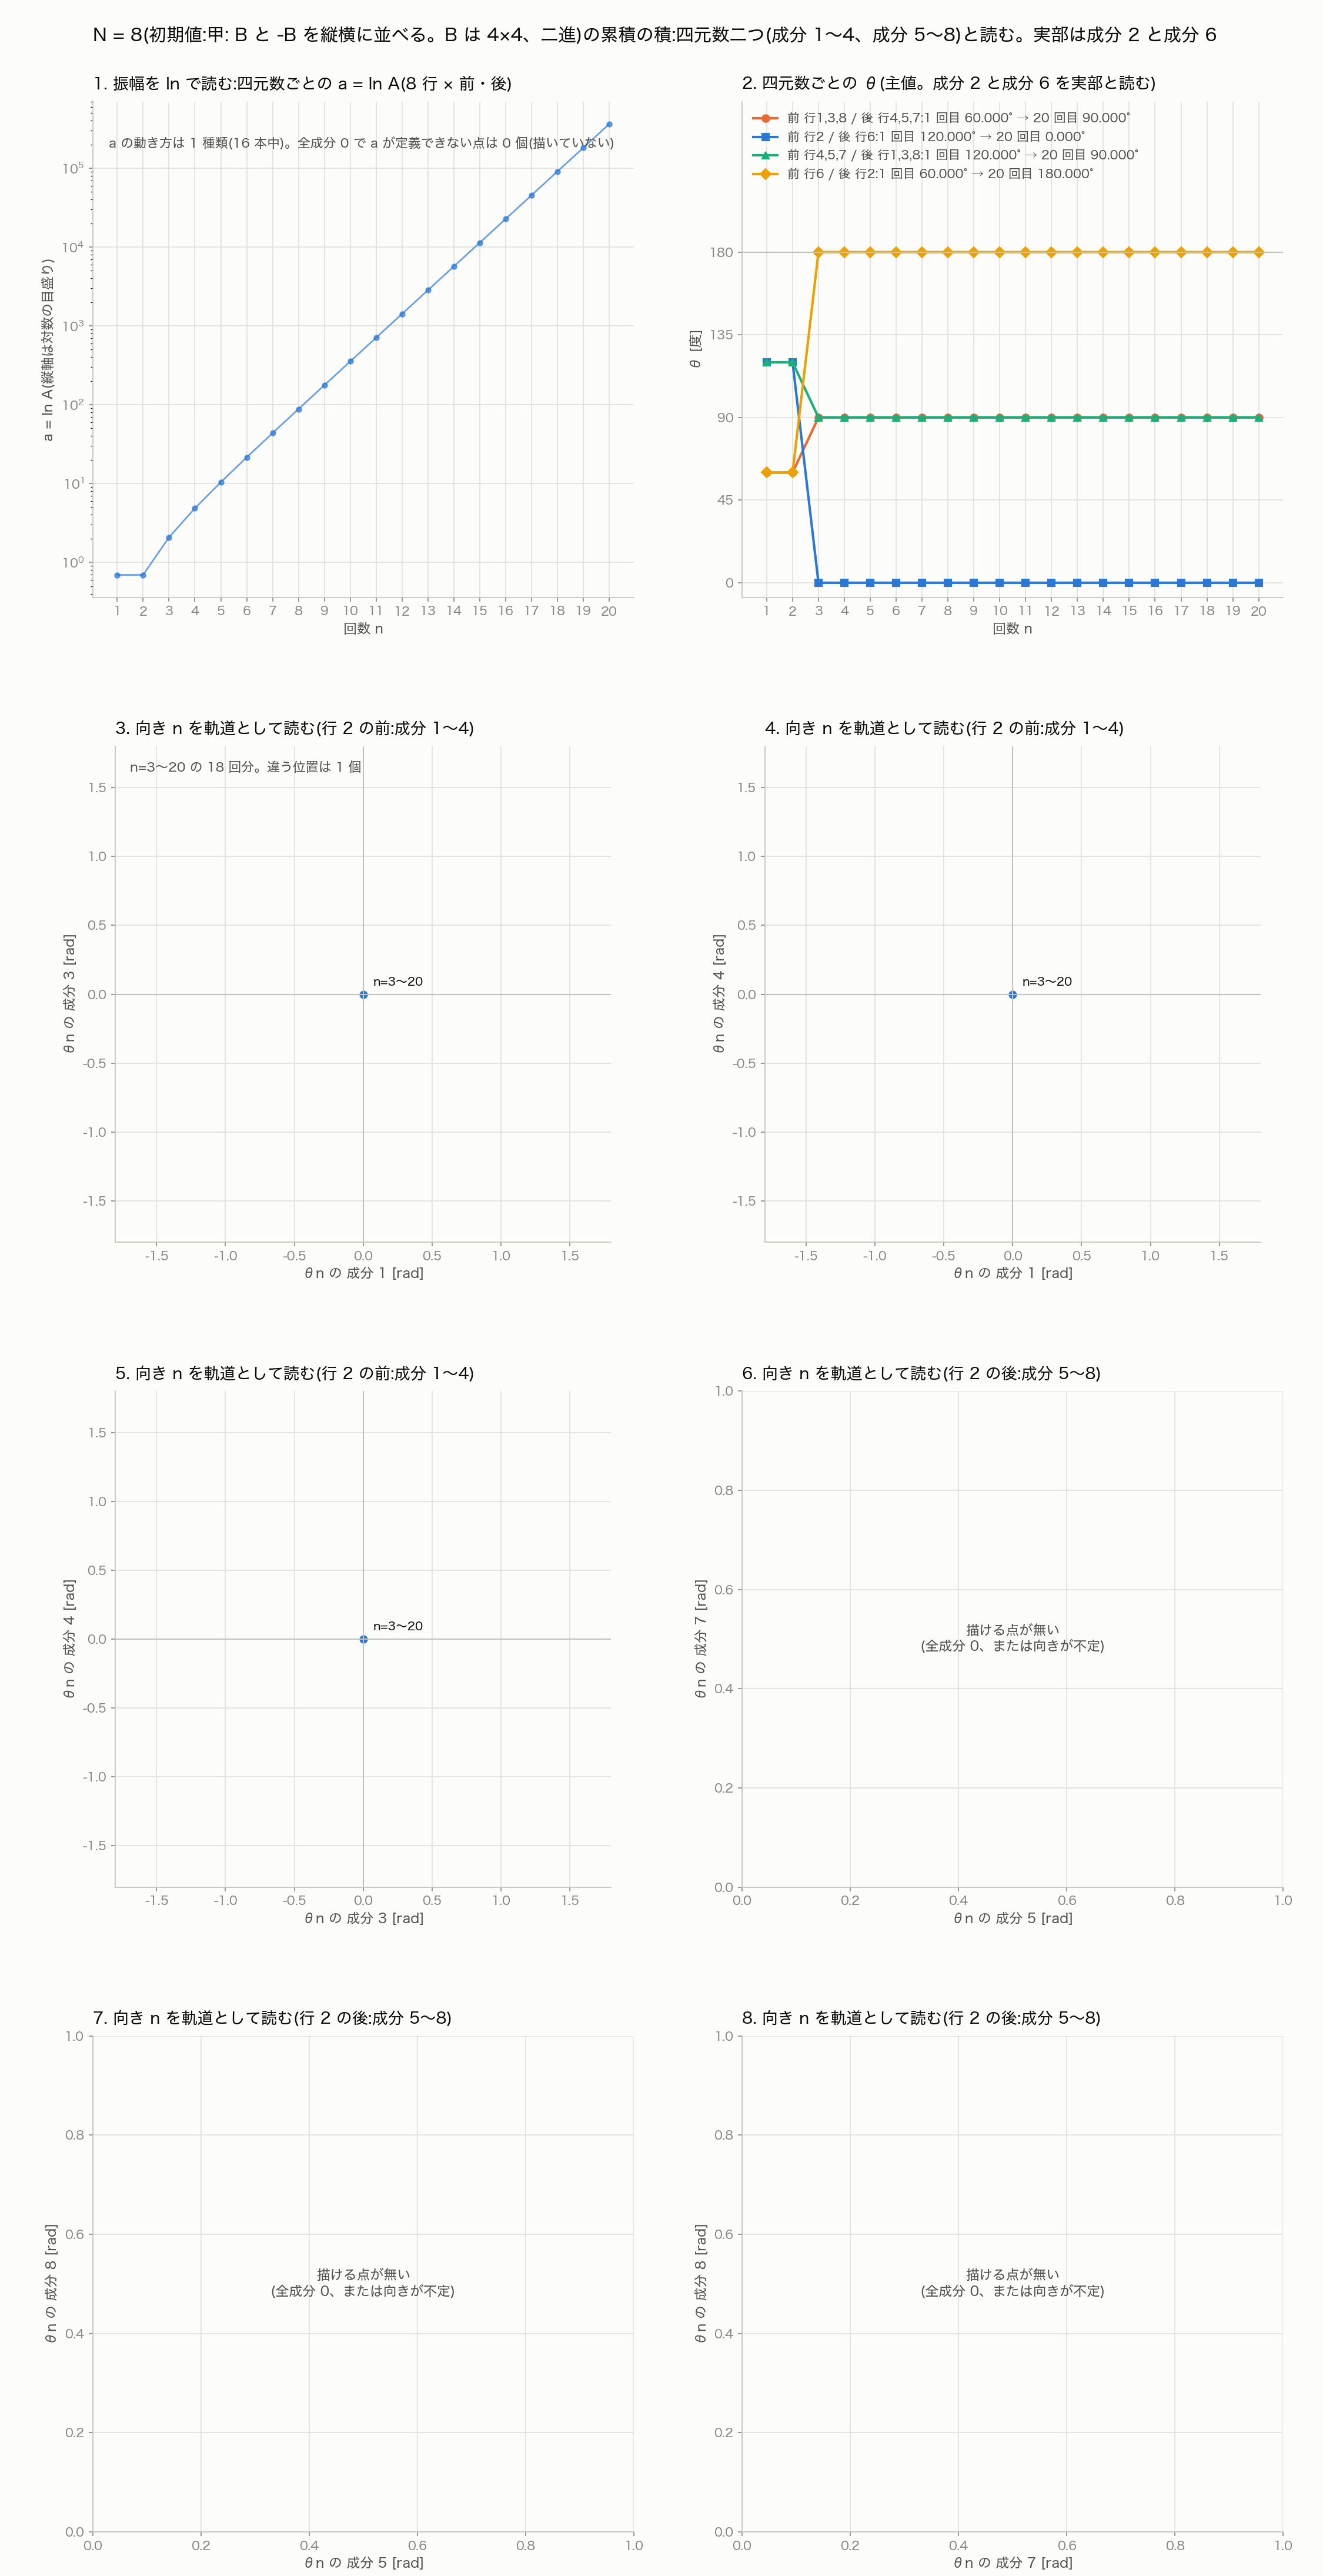 N = 8(初期値:甲: B と -B を縦横に並べる。B は 4×4、二進)の累積の積:四元数二つ(成分 1〜4、成分 5〜8)と読む。実部は成分 2 と成分 6
1. 振幅を ln で読む:四元数ごとの a = ln A(8 行 × 前・後)
a の動き方は 1 種類(16 本中)。全成分 0 で a が定義できない点は 0 個(描いていない)
a = ln A(縦軸は対数の目盛り)
10⁵
10⁴
10³
10²
10¹
10⁰
1 2 3 4 5 6 7 8 9 10 11 12 13 14 15 16 17 18 19 20
回数 n
2. 四元数ごとの θ(主値。成分 2 と成分 6 を実部と読む)
前 行1,3,8 / 後 行4,5,7:1 回目 60.000° → 20 回目 90.000°
前 行2 / 後 行6:1 回目 120.000° → 20 回目 0.000°
前 行4,5,7 / 後 行1,3,8:1 回目 120.000° → 20 回目 90.000°
前 行6 / 後 行2:1 回目 60.000° → 20 回目 180.000°
θ [度]
180
135
90
45
0
1 2 3 4 5 6 7 8 9 10 11 12 13 14 15 16 17 18 19 20
回数 n
3. 向き n を軌道として読む(行 2 の前:成分 1〜4)
n=3〜20 の 18 回分。違う位置は 1 個
θn の 成分 3 [rad]
1.5
1.0
0.5
0.0
-0.5
-1.0
-1.5
n=3〜20
-1.5 -1.0 -0.5 0.0 0.5 1.0 1.5
θn の 成分 1 [rad]
4. 向き n を軌道として読む(行 2 の前:成分 1〜4)
θn の 成分 4 [rad]
1.5
1.0
0.5
0.0
-0.5
-1.0
-1.5
n=3〜20
-1.5 -1.0 -0.5 0.0 0.5 1.0 1.5
θn の 成分 1 [rad]
5. 向き n を軌道として読む(行 2 の前:成分 1〜4)
θn の 成分 4 [rad]
1.5
1.0
0.5
0.0
-0.5
-1.0
-1.5
n=3〜20
-1.5 -1.0 -0.5 0.0 0.5 1.0 1.5
θn の 成分 3 [rad]
6. 向き n を軌道として読む(行 2 の後:成分 5〜8)
θn の 成分 7 [rad]
1.0
0.8
0.6
0.4
0.2
0.0
描ける点が無い
(全成分 0、または向きが不定)
0.0 0.2 0.4 0.6 0.8 1.0
θn の 成分 5 [rad]
7. 向き n を軌道として読む(行 2 の後:成分 5〜8)
θn の 成分 8 [rad]
1.0
0.8
0.6
0.4
0.2
0.0
描ける点が無い
(全成分 0、または向きが不定)
0.0 0.2 0.4 0.6 0.8 1.0
θn の 成分 5 [rad]
8. 向き n を軌道として読む(行 2 の後:成分 5〜8)
θn の 成分 8 [rad]
1.0
0.8
0.6
0.4
0.2
0.0
描ける点が無い
(全成分 0、または向きが不定)
0.0 0.2 0.4 0.6 0.8 1.0
θn の 成分 7 [rad]